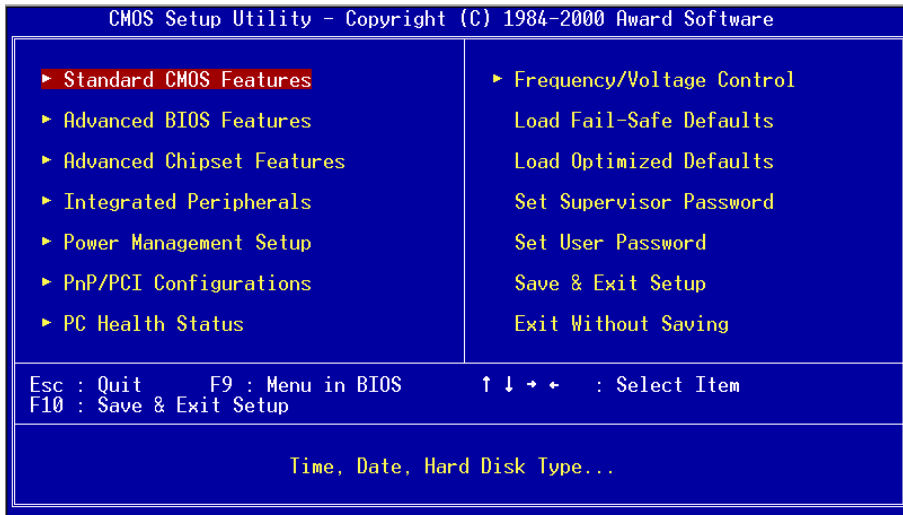 CMOS Setup Utility - Copyright (C) 1984-2000 Award Software
► Standard CMOS Features
► Advanced BIOS Features
► Advanced Chipset Features
► Integrated Peripherals
► Power Management Setup
► PnP/PCI Configurations
► PC Health Status
► Frequency/Voltage Control
Load Fail-Safe Defaults
Load Optimized Defaults
Set Supervisor Password
Set User Password
Save & Exit Setup
Exit Without Saving
Esc : Quit F9 : Menu in BIOS ↑ ↓ → ← : Select Item
F10 : Save & Exit Setup
Time, Date, Hard Disk Type...